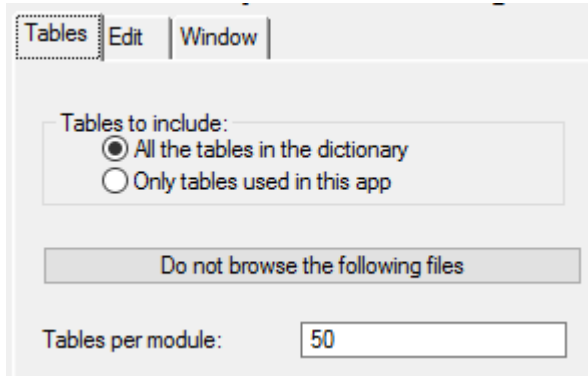 Tables Edit Window
Tables to include:
All the tables in the dictionary
Only tables used in this app
Do not browse the following files
Tables per module: 50